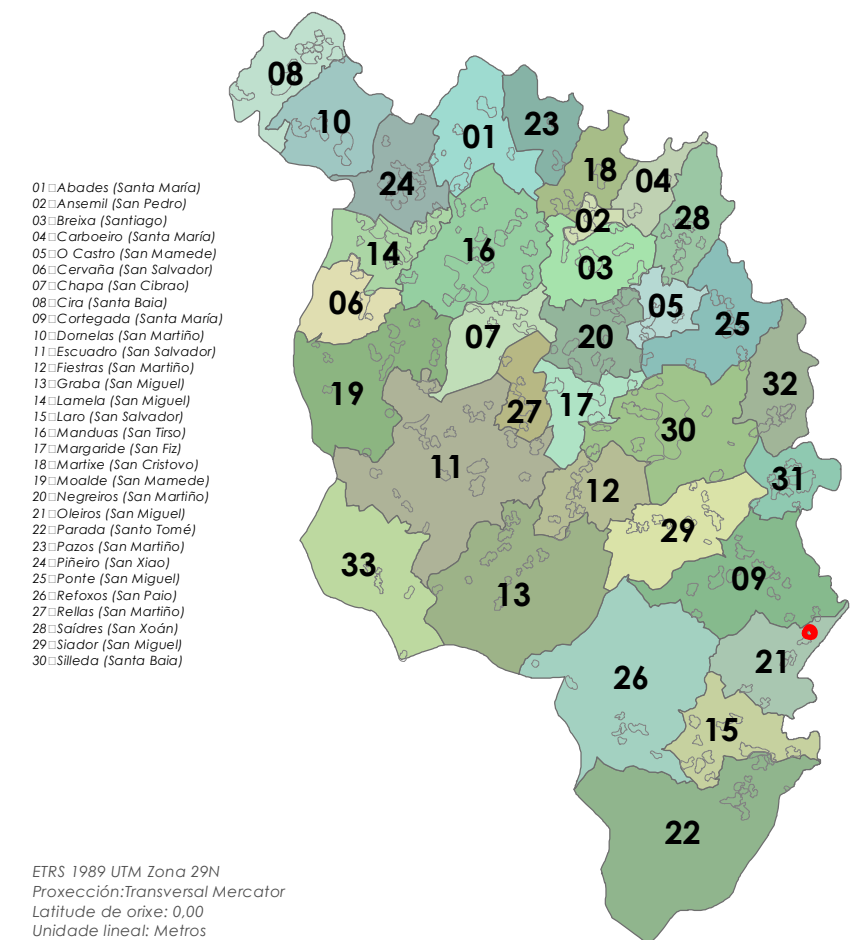 08
10
01
23
18
04
24
02
28
14
16
03
06
05
25
07
20
32
19
27
17
30
11
31
12
29
33
13
09
21
26
15
22
01□Abades (Santa María)
02□Ansemil (San Pedro)
03□Breixa (Santiago)
04□Carboeiro (Santa María)
05□O Castro (San Mamede)
06□Cervaña (San Salvador)
07□Chapa (San Cibrao)
08□Cira (Santa Baia)
09□Cortegada (Santa María)
10□Dornelas (San Martiño)
11□Escuadro (San Salvador)
12□Fiestras (San Martiño)
13□Graba (San Miguel)
14□Lamela (San Miguel)
15□Laro (San Salvador)
16□Manduas (San Tirso)
17□Margaride (San Fiz)
18□Martixe (San Cristovo)
19□Moalde (San Mamede)
20□Negreiros (San Martiño)
21□Oleiros (San Miguel)
22□Parada (Santo Tomé)
23□Pazos (San Martiño)
24□Piñeiro (San Xiao)
25□Ponte (San Miguel)
26□Refoxos (San Paio)
27□Rellas (San Martiño)
28□Saídres (San Xoán)
29□Siador (San Miguel)
30□Silleda (Santa Baia)
ETRS 1989 UTM Zona 29N
Proxección:Transversal Mercator
Latitude de orixe: 0,00
Unidade lineal: Metros